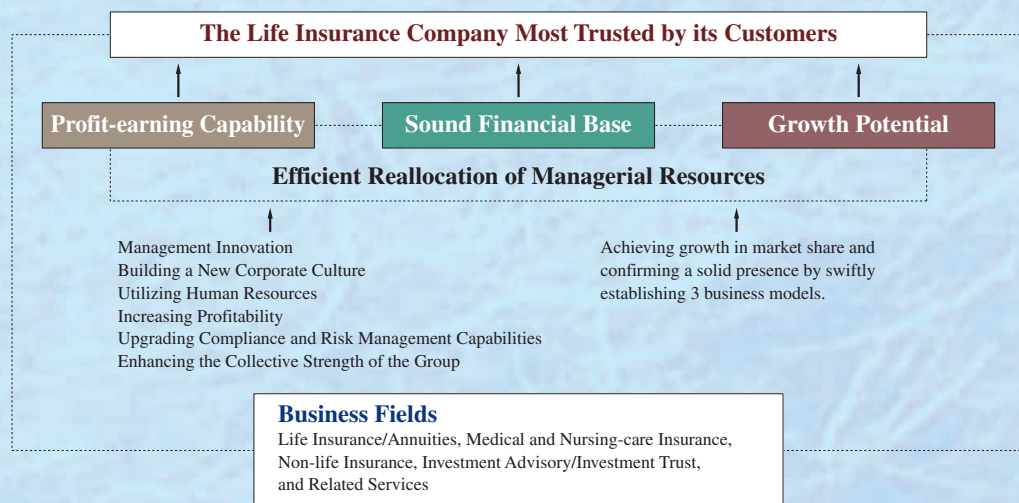 The Life Insurance Company Most Trusted by its Customers
Profit-earning Capability
Sound Financial Base
Growth Potential
Efficient Reallocation of Managerial Resources
Management Innovation
Building a New Corporate Culture
Utilizing Human Resources
Increasing Profitability
Upgrading Compliance and Risk Management Capabilities
Enhancing the Collective Strength of the Group
Achieving growth in market share and
confirming a solid presence by swiftly
establishing 3 business models.
Business Fields
Life Insurance/Annuities, Medical and Nursing-care Insurance,
Non-life Insurance, Investment Advisory/Investment Trust,
and Related Services